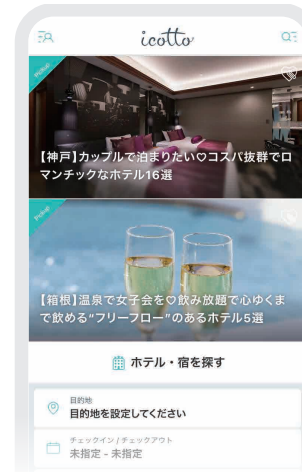 icotto
Pickup
【神戸】カップルで泊まりたい♡コスパ抜群でロ
マンチックなホテル16選
Pickup
【箱根】温泉で女子会を♡飲み放題で心ゆくま
で飲める“フリーフロー”のあるホテル5選
ホテル・宿を探す
目的地
目的地を設定してください
チェックイン / チェックアウト
未指定 - 未指定